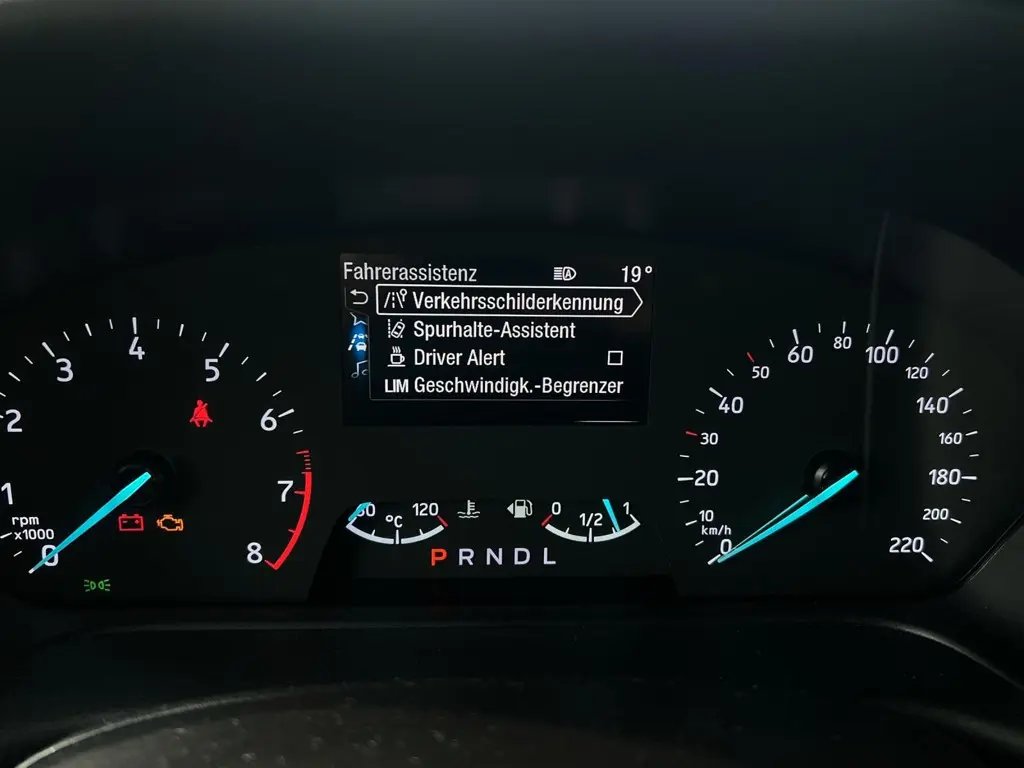 Fahrerassistenz 19°
Verkehrsschilderkennung
Spurhalte-Assistent
Driver Alert
LIM Geschwindigk.-Begrenzer
0 1 2 3 4 5 6 7 8
rpm
x1000
°C 120
0 1/2 1
P R N D L
0 10 20 30 40 50 60 80 100 120 140 160 180 200 220
km/h